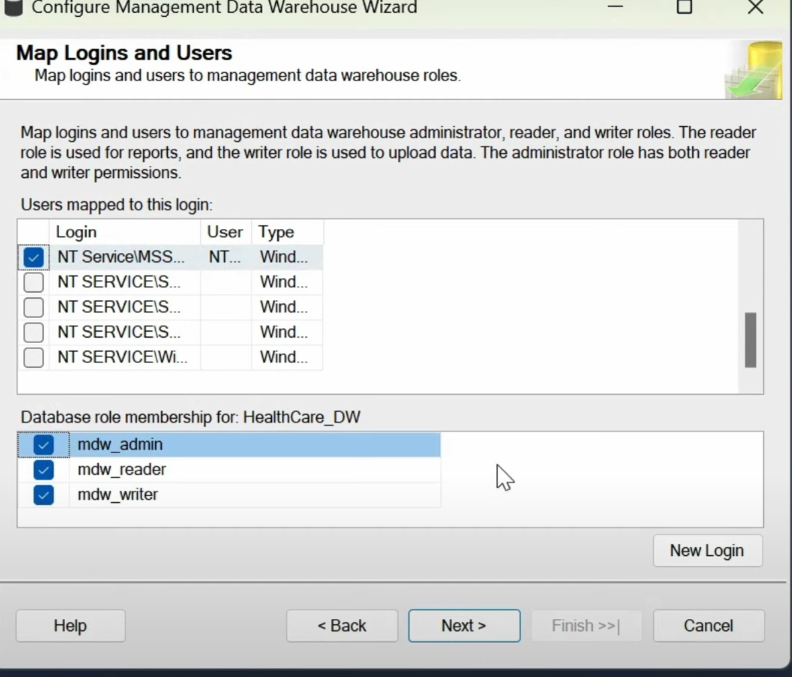 Configure Management Data Warehouse Wizard
Map Logins and Users
Map logins and users to management data warehouse roles.
Map logins and users to management data warehouse administrator, reader, and writer roles. The reader
role is used for reports, and the writer role is used to upload data. The administrator role has both reader
and writer permissions.
Users mapped to this login:
Login User Type
NT Service\MSS... NT... Wind...
NT SERVICE\S... Wind...
NT SERVICE\S... Wind...
NT SERVICE\S... Wind...
NT SERVICE\Wi... Wind...
Database role membership for: HealthCare_DW
mdw_admin
mdw_reader
mdw_writer
New Login
Help < Back Next > Finish >>| Cancel